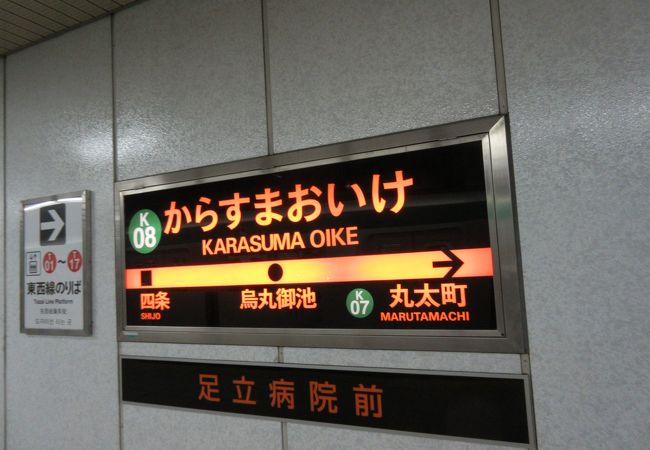 T 01 ～ T 17
東西線のりば
Tozai Line Platform
K 08 からすまおいけ
KARASUMA OIKE
四条 烏丸御池 K 07 丸太町
SHIJO MARUTAMACHI
足立病院前